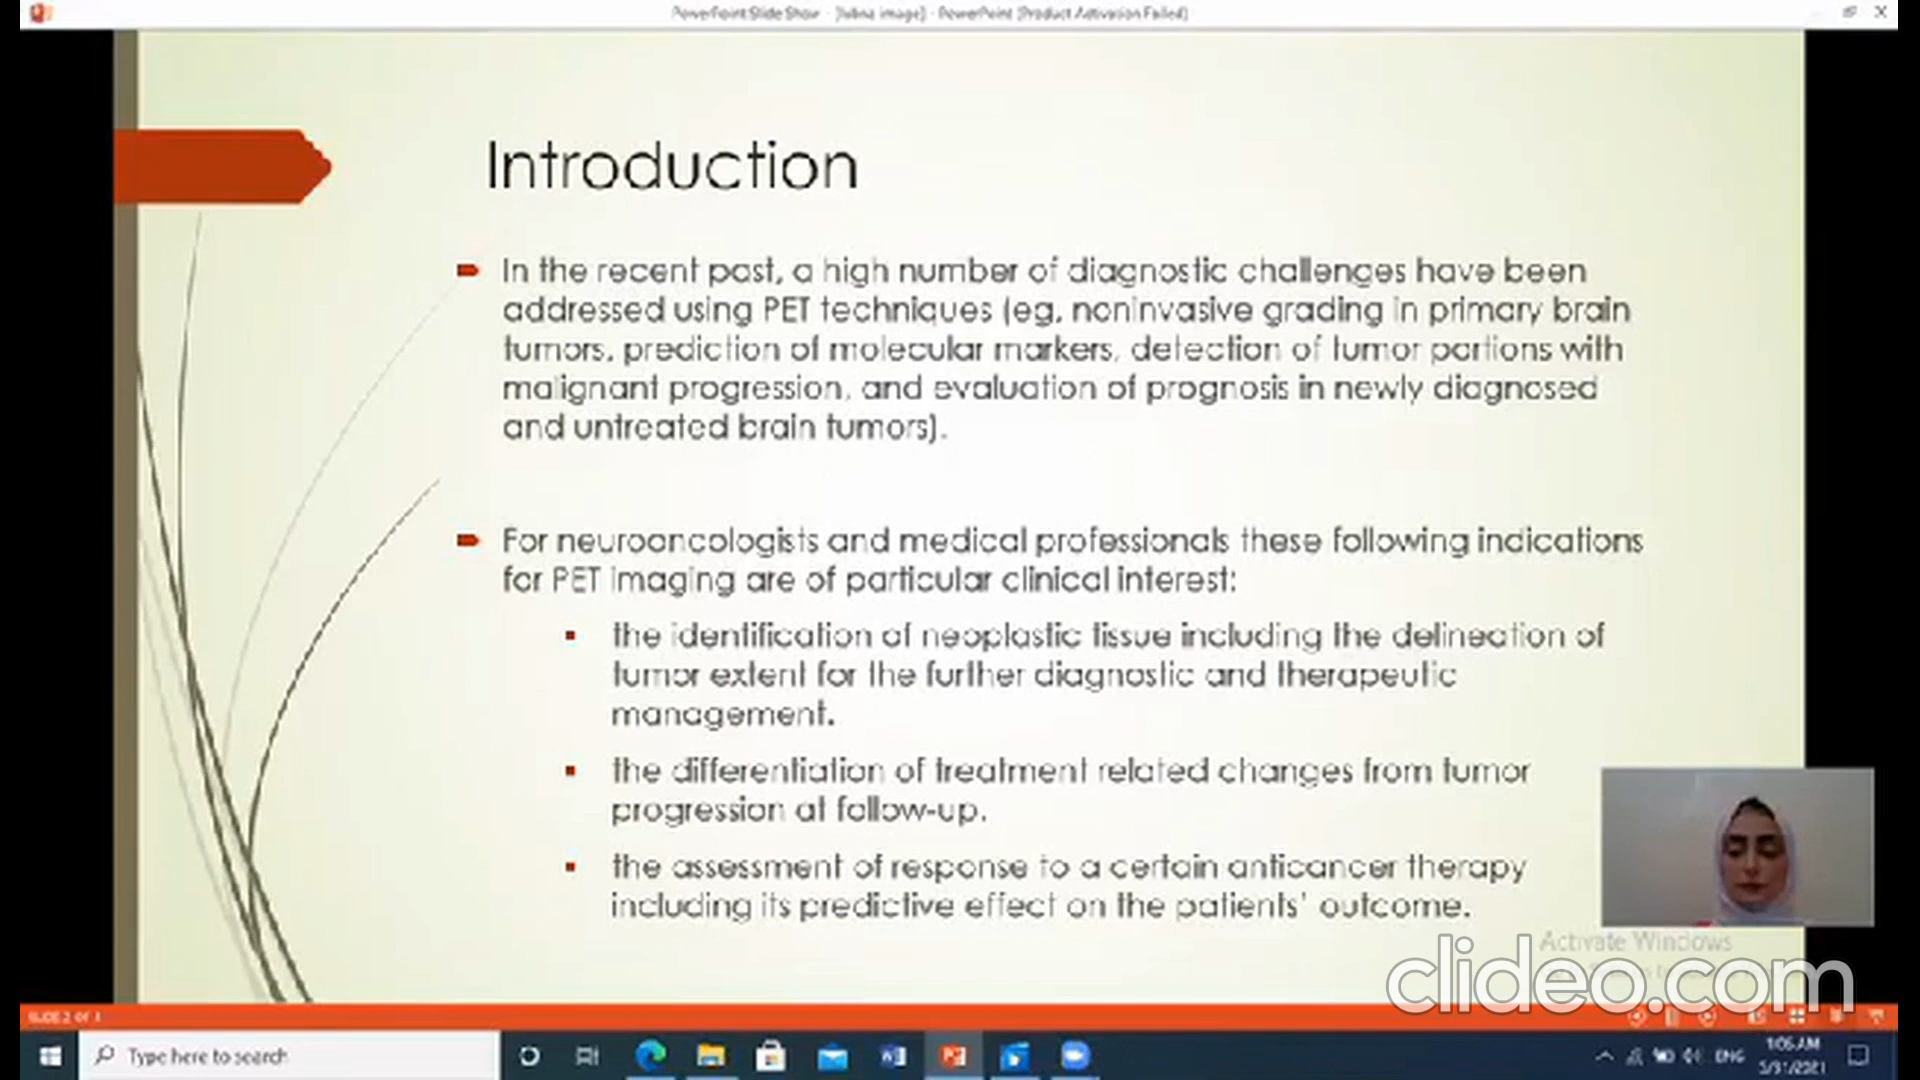 PowerPoint Slide Show - [lubna image] - PowerPoint (Product Activation Failed)
Introduction
In the recent past, a high number of diagnostic challenges have been
addressed using PET techniques (eg, noninvasive grading in primary brain
tumors, prediction of molecular markers, detection of tumor portions with
malignant progression, and evaluation of prognosis in newly diagnosed
and untreated brain tumors).
For neurooncologists and medical professionals these following indications
for PET imaging are of particular clinical interest:
the identification of neoplastic tissue including the delineation of
tumor extent for the further diagnostic and therapeutic
management.
the differentiation of treatment related changes from tumor
progression at follow-up.
the assessment of response to a certain anticancer therapy
including its predictive effect on the patients' outcome.
Activate Windows
clideo.com
SLIDE 2 OF
Type here to search
ENG
1:06 AM